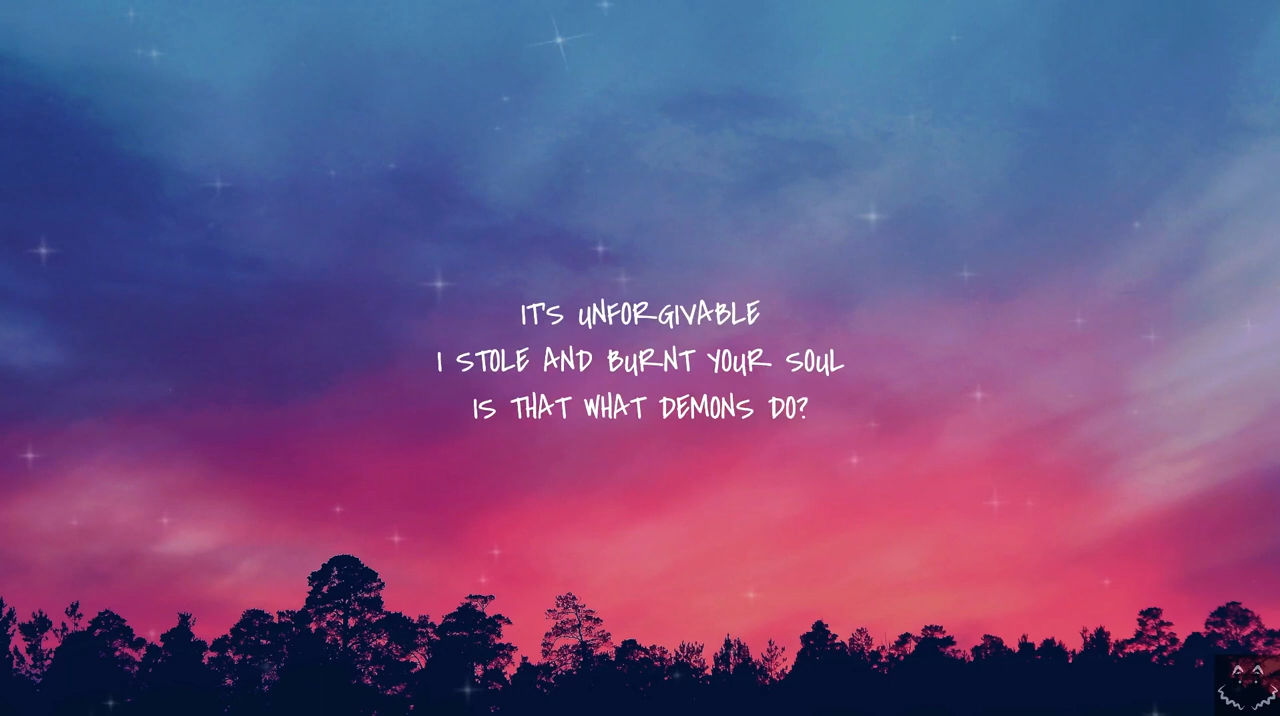 IT'S UNFORGIVABLE
I STOLE AND BURNT YOUR SOUL
IS THAT WHAT DEMONS DO?